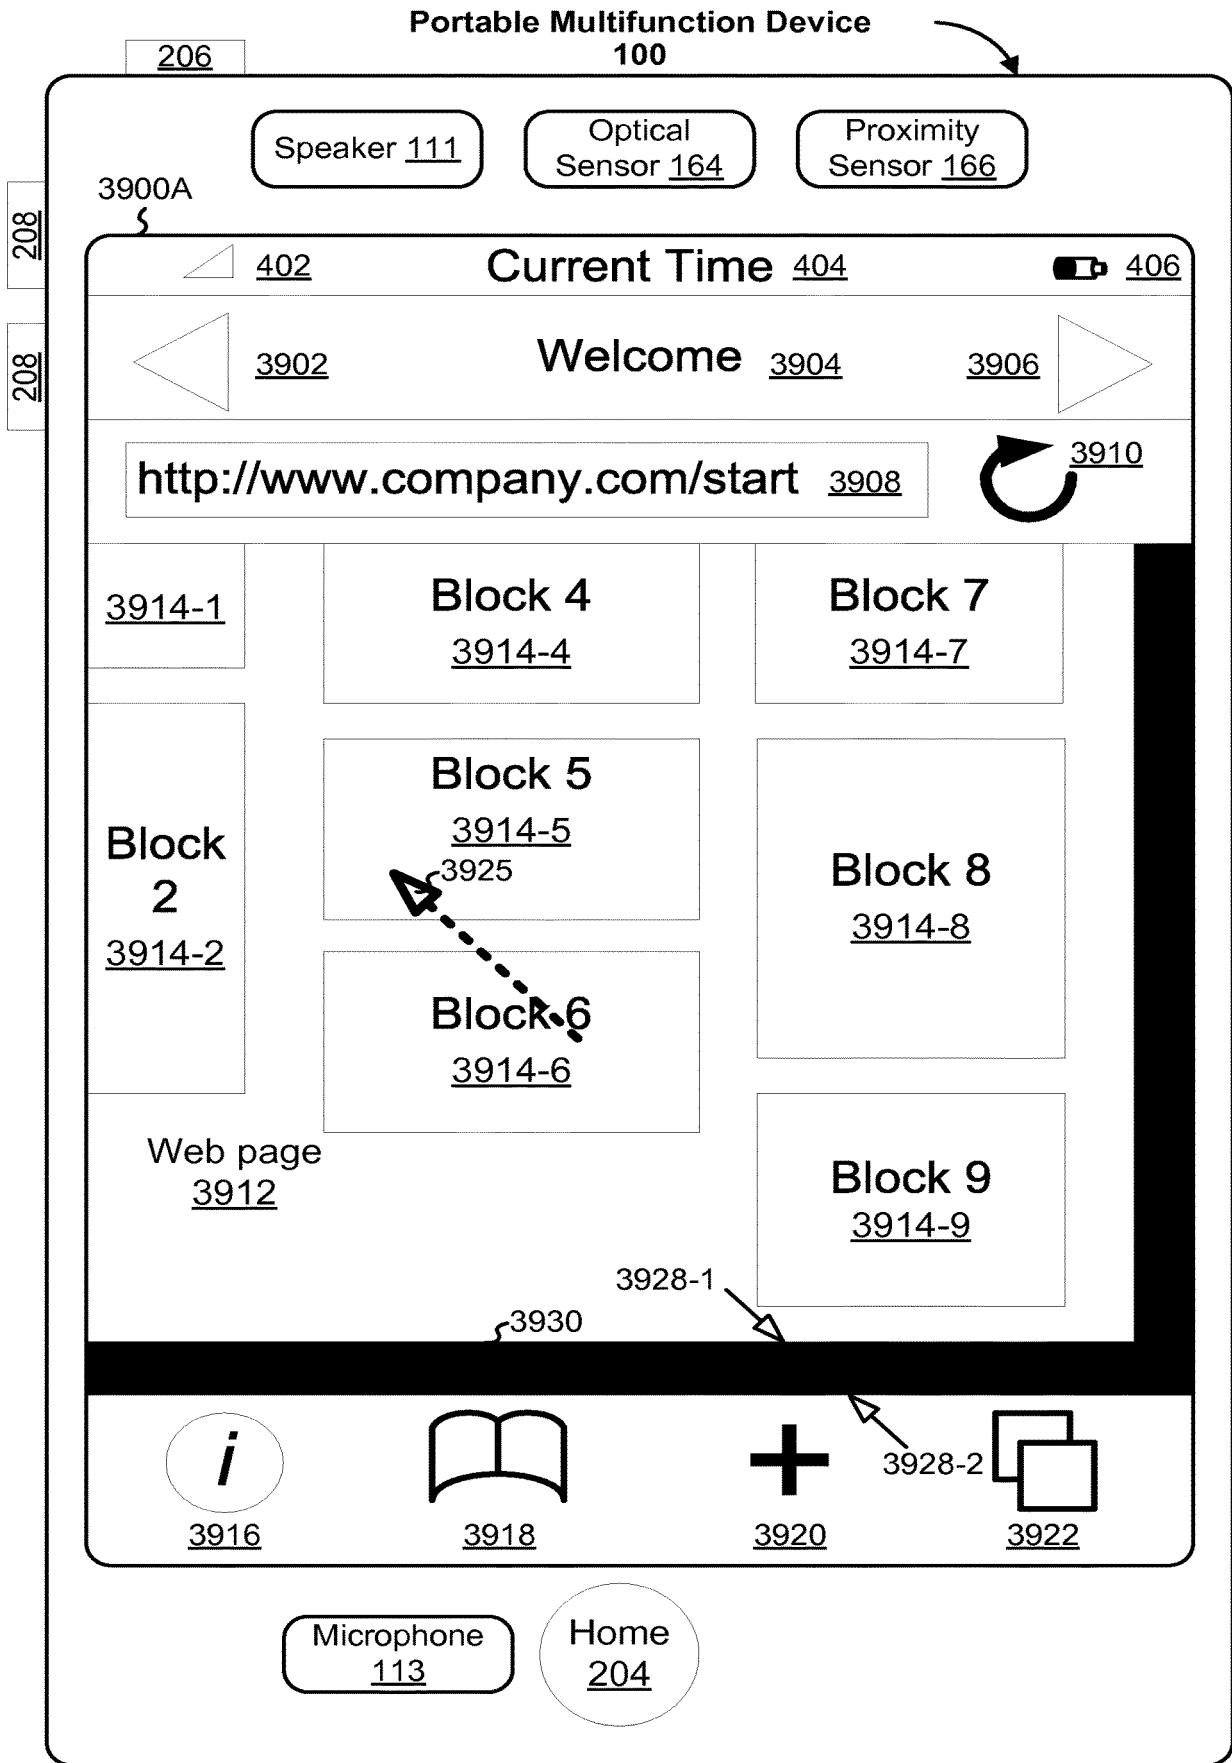 Portable Multifunction Device
100
206
Speaker 111
Optical
Sensor 164
Proximity
Sensor 166
3900A
208
208
402
Current Time 404
406
3902
Welcome 3904
3906
http://www.company.com/start 3908
3910
3914-1
Block 4
3914-4
Block 7
3914-7
Block
2
3914-2
Block 5
3914-5
3925
Block 8
3914-8
Block 6
3914-6
Web page
3912
Block 9
3914-9
3928-1
3930
i
3928-2
3916
3918
3920
3922
Microphone
113
Home
204